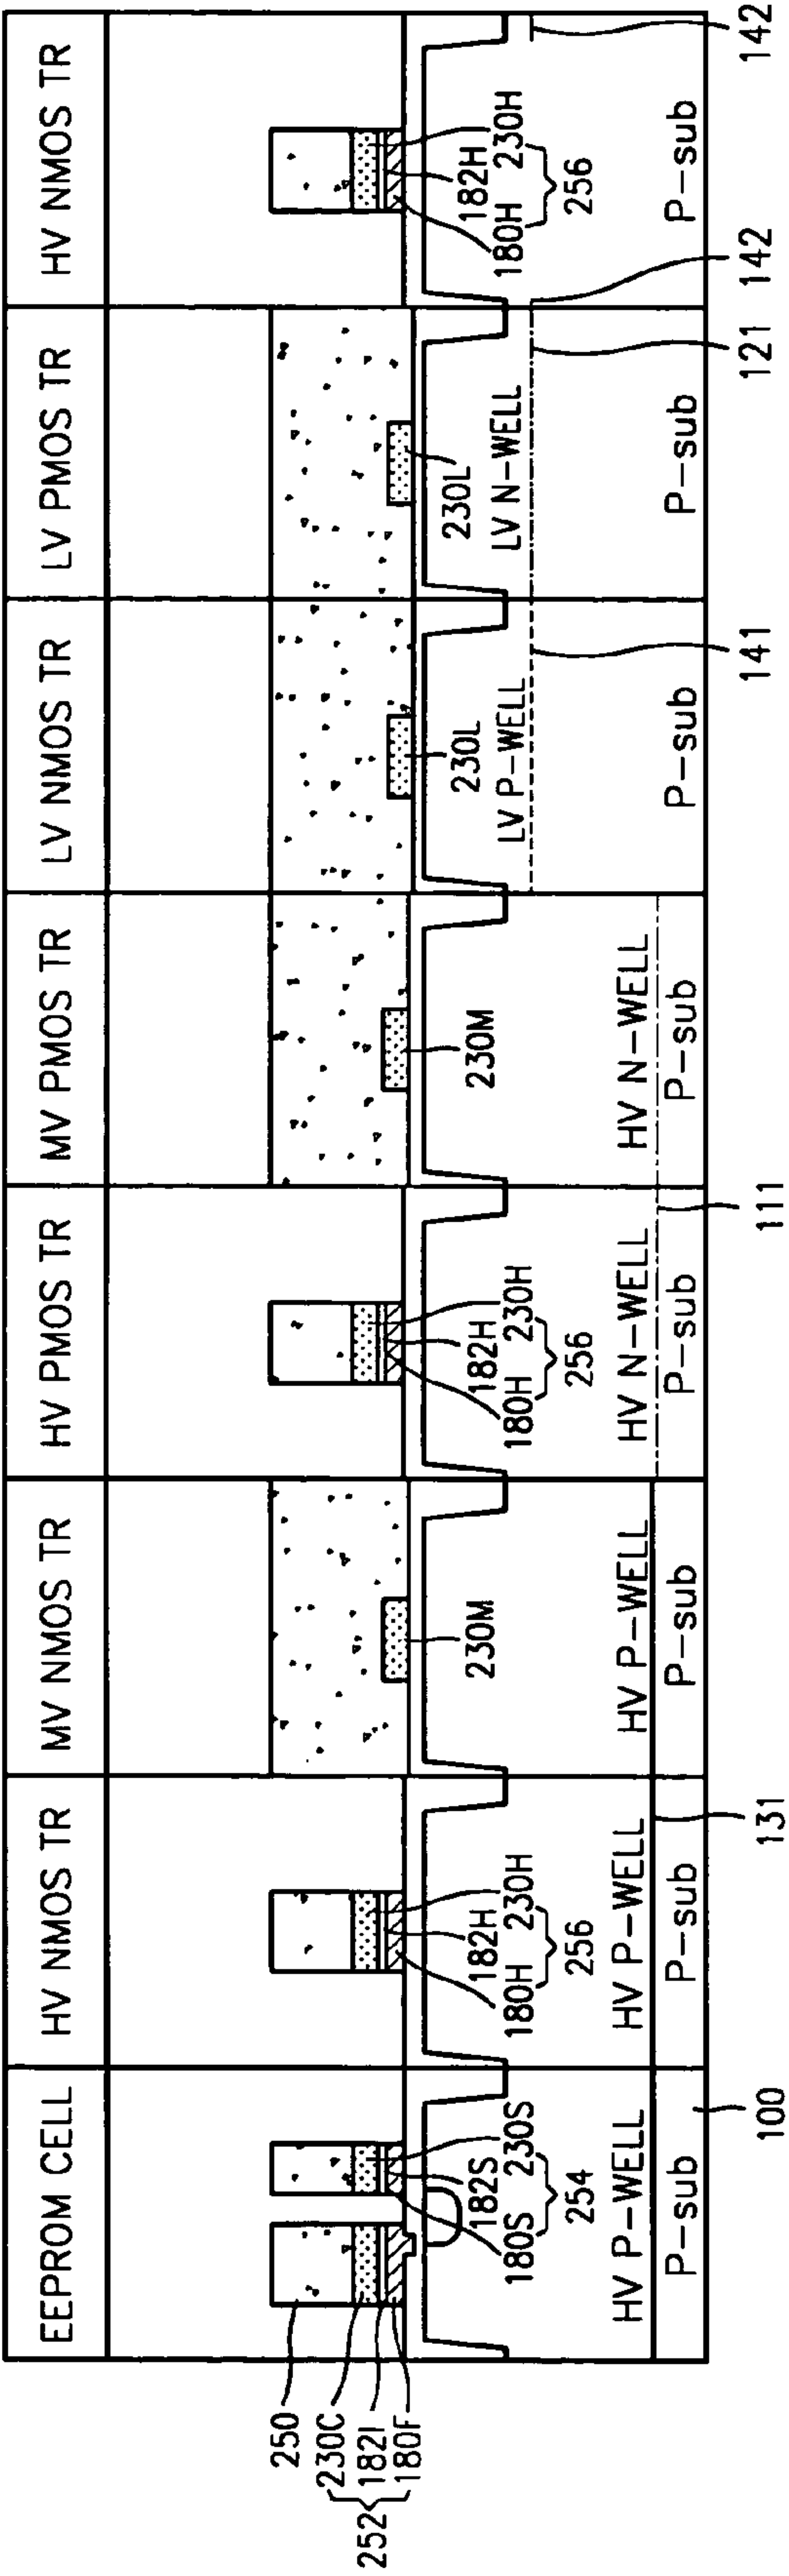 EEPROM CELL
HV NMOS TR
MV NMOS TR
HV PMOS TR
MV PMOS TR
LV NMOS TR
LV PMOS TR
HV NMOS TR
250
230C
182I
180F
252
180S
182S
230S
254
180H
182H
230H
256
230M
180H
182H
230H
256
230M
230L
230L
180H
182H
230H
256
LV P-WELL
LV N-WELL
HV P-WELL
HV P-WELL
HV P-WELL
HV N-WELL
HV N-WELL
P-sub
P-sub
P-sub
P-sub
P-sub
P-sub
P-sub
P-sub
100
131
111
141
121
142
142